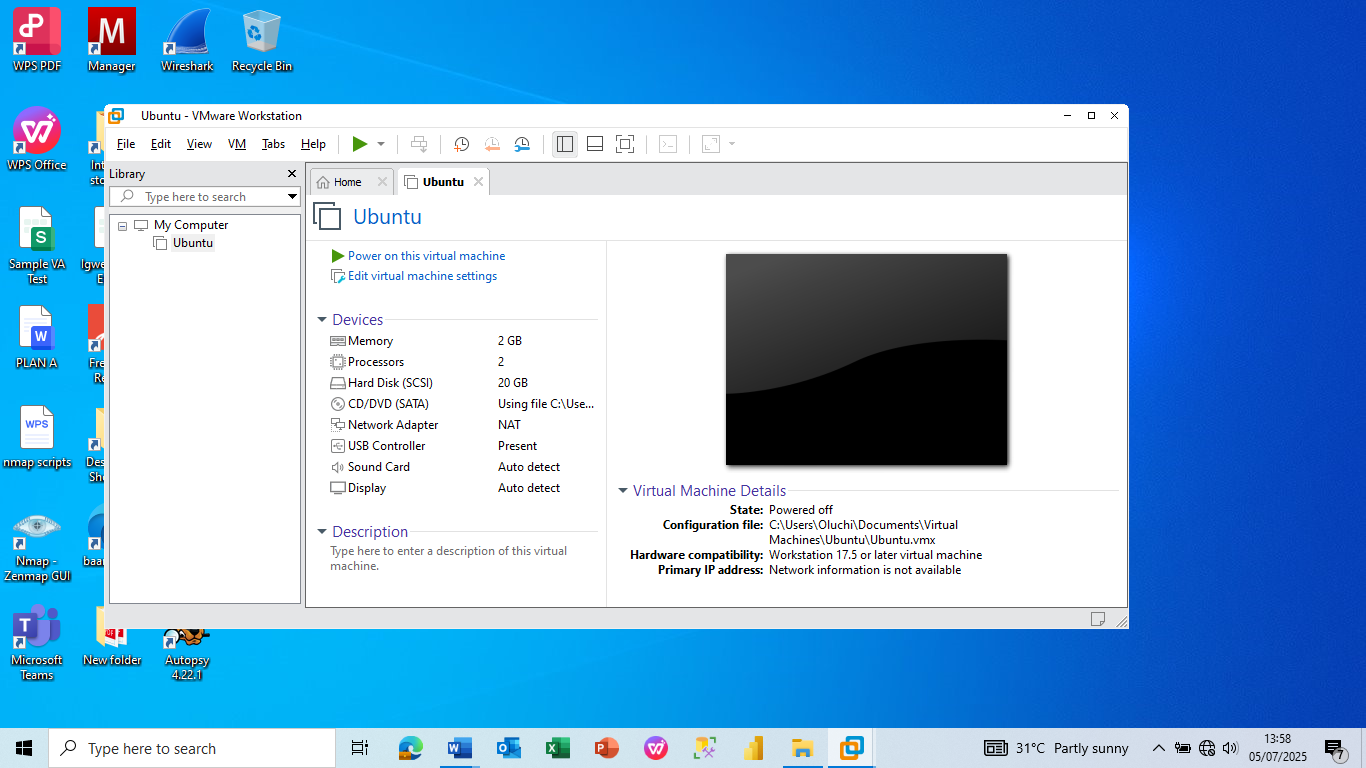 WPS PDF
Manager
Wireshark
Recycle Bin
WPS Office
Sample VA
Test
PLAN A
W
S
WPS
nmap scripts
Nmap -
Zenmap GUI
Microsoft
Teams
New folder
Autopsy
4.22.1
Ubuntu - VMware Workstation
File Edit View VM Tabs Help
Library
Type here to search
My Computer
Ubuntu
Home
Ubuntu
Ubuntu
Power on this virtual machine
Edit virtual machine settings
Devices
Memory 2 GB
Processors 2
Hard Disk (SCSI) 20 GB
CD/DVD (SATA) Using file C:\Use...
Network Adapter NAT
USB Controller Present
Sound Card Auto detect
Display Auto detect
Description
Type here to enter a description of this virtual
machine.
Virtual Machine Details
State: Powered off
Configuration file: C:\Users\Oluchi\Documents\Virtual
Machines\Ubuntu\Ubuntu.vmx
Hardware compatibility: Workstation 17.5 or later virtual machine
Primary IP address: Network information is not available
Type here to search
31°C Partly sunny
13:58
05/07/2025
7